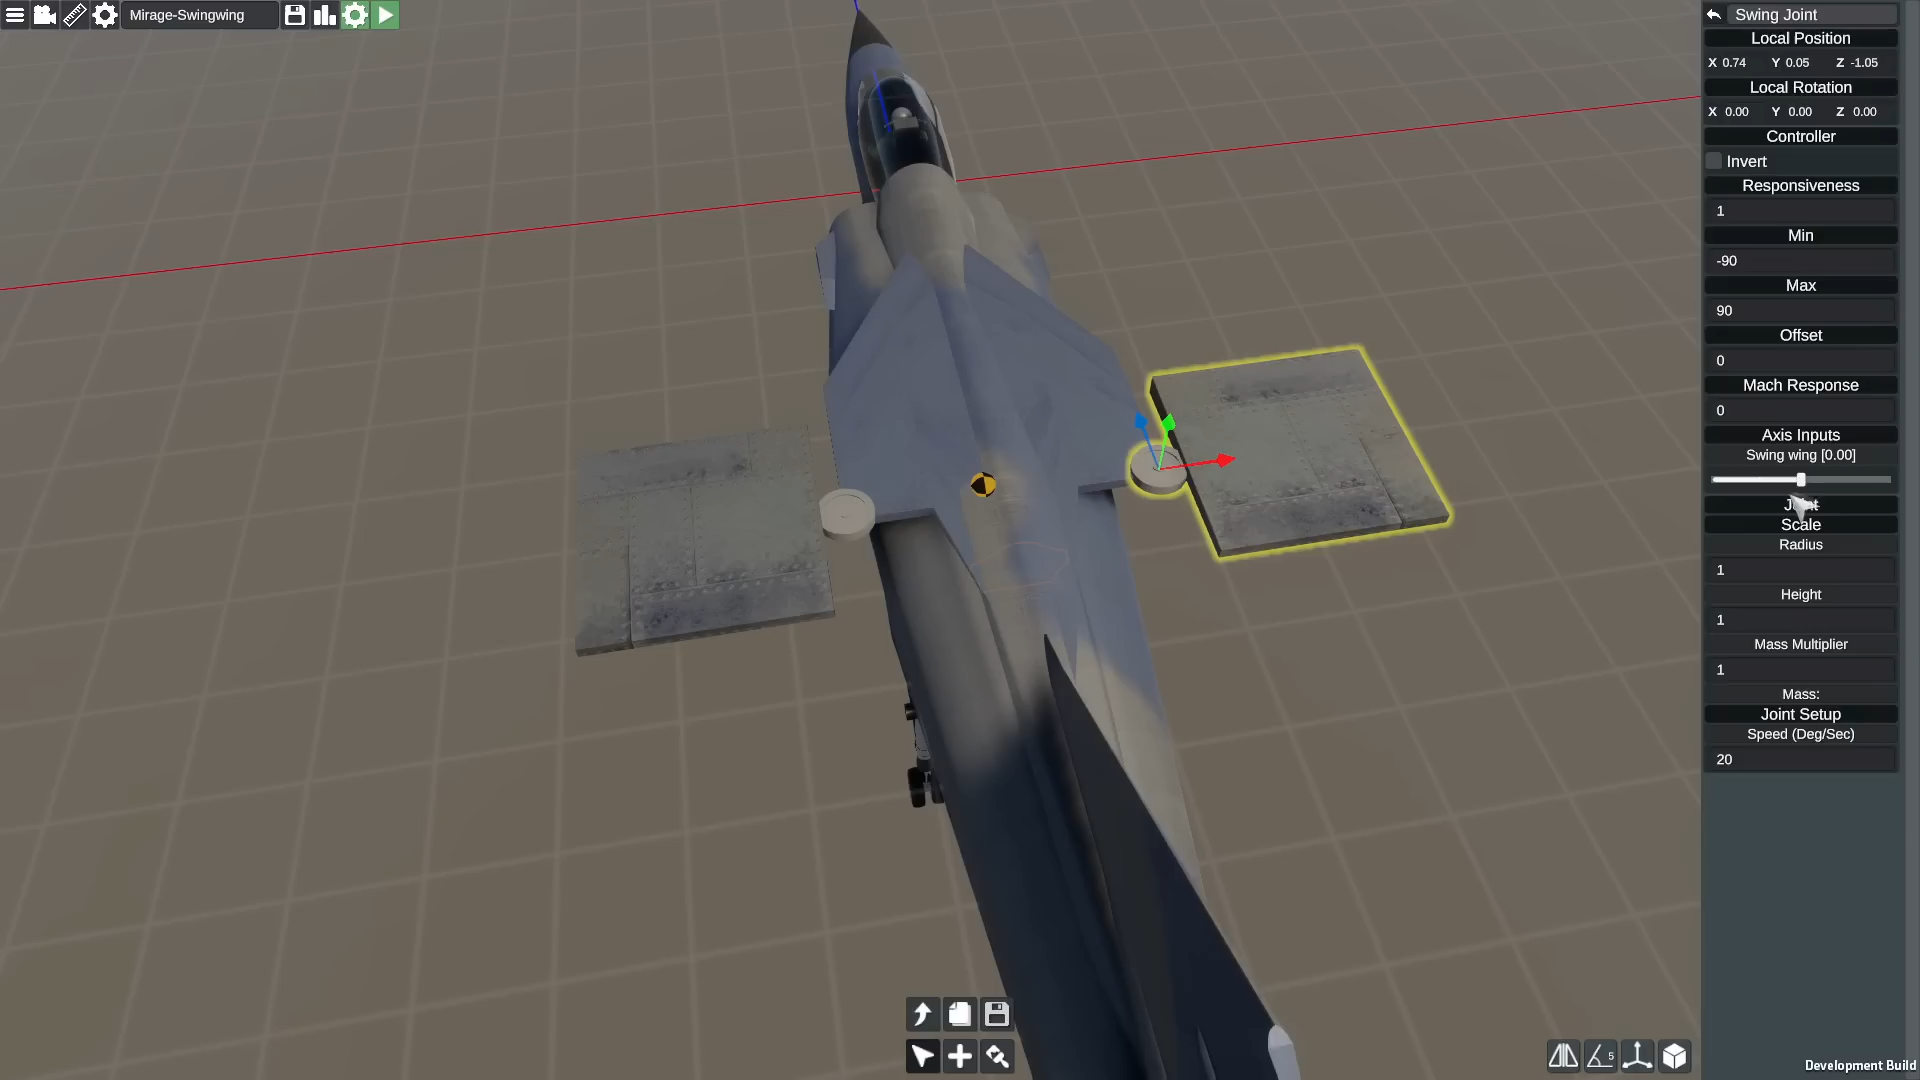 Mirage-Swingwing
Swing Joint
Local Position
X 0.74 Y 0.05 Z -1.05
Local Rotation
X 0.00 Y 0.00 Z 0.00
Controller
Invert
Responsiveness
1
Min
-90
Max
90
Offset
0
Mach Response
0
Axis Inputs
Swing wing [0.00]
Joint
Scale
Radius
1
Height
1
Mass Multiplier
1
Mass:
Joint Setup
Speed (Deg/Sec)
20
5
Development Build